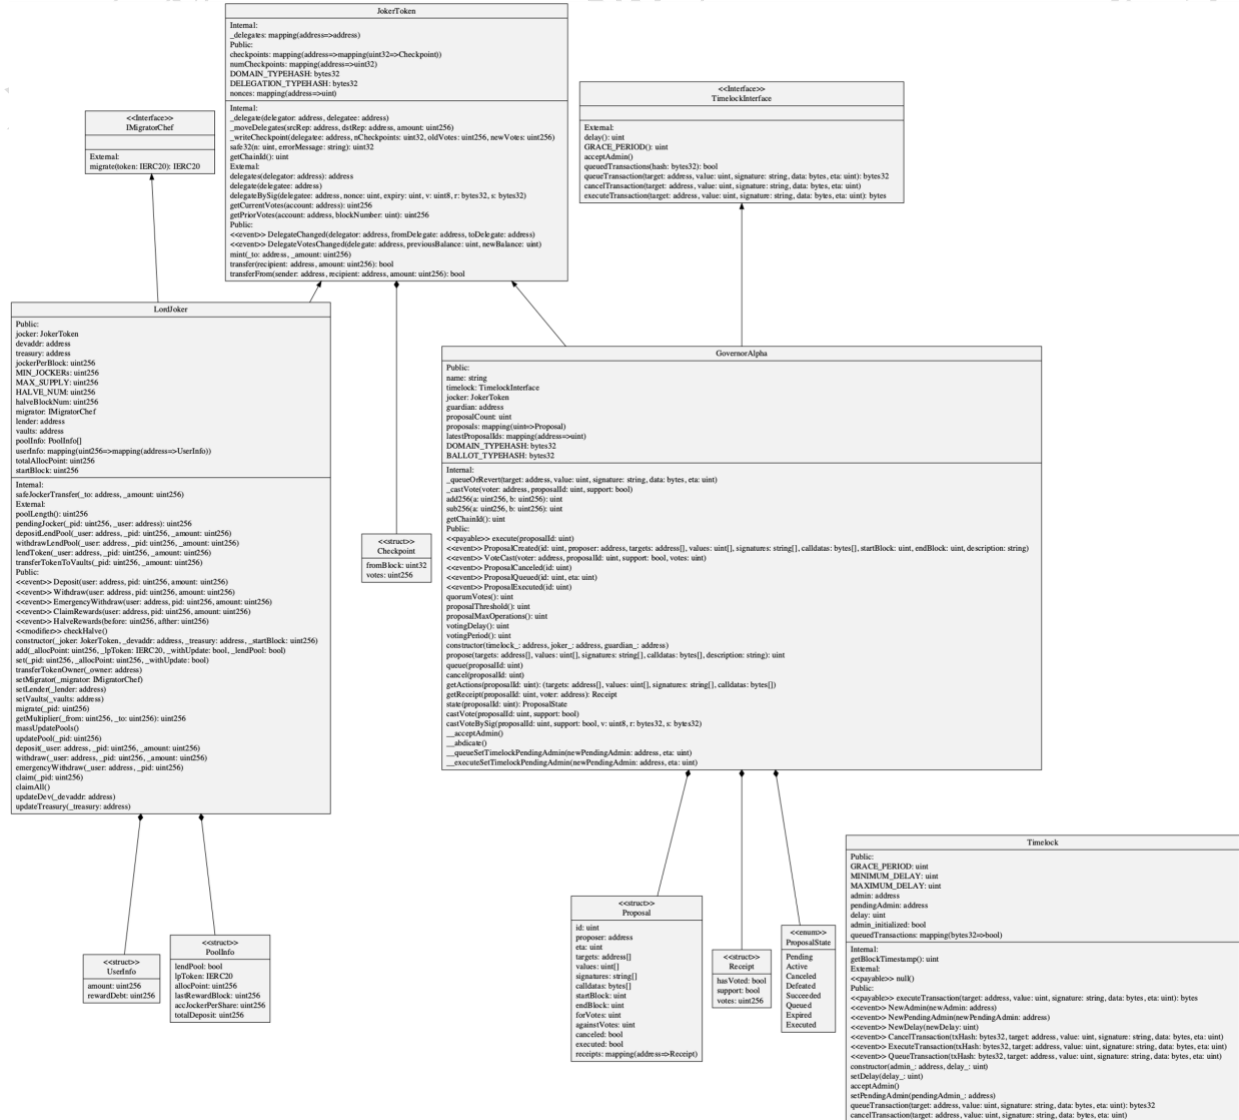 JokerToken
Internal:
_delegates: mapping(address=>address)
Public:
checkpoints: mapping(address=>mapping(uint32=>Checkpoint))
numCheckpoints: mapping(address=>uint32)
DOMAIN_TYPEHASH: bytes32
DELEGATION_TYPEHASH: bytes32
nonces: mapping(address=>uint)
Internal:
_delegate(delegator: address, delegatee: address)
_moveDelegates(srcRep: address, dstRep: address, amount: uint256)
_writeCheckpoint(delegatee: address, nCheckpoints: uint32, oldVotes: uint256, newVotes: uint256)
safe32(n: uint, errorMessage: string): uint32
getChainId(): uint
External:
delegates(delegator: address): address
delegate(delegatee: address)
delegateBySig(delegatee: address, nonce: uint, expiry: uint, v: uint8, r: bytes32, s: bytes32)
getCurrentVotes(account: address): uint256
getPriorVotes(account: address, blockNumber: uint): uint256
Public:
<<event>> DelegateChanged(delegator: address, fromDelegate: address, toDelegate: address)
<<event>> DelegateVotesChanged(delegate: address, previousBalance: uint, newBalance: uint)
mint(_to: address, _amount: uint256)
transfer(recipient: address, amount: uint256): bool
transferFrom(sender: address, recipient: address, amount: uint256): bool
<<Interface>>
TimelockInterface
External:
delay(): uint
GRACE_PERIOD(): uint
acceptAdmin()
queuedTransactions(hash: bytes32): bool
queueTransaction(target: address, value: uint, signature: string, data: bytes, eta: uint): bytes32
cancelTransaction(target: address, value: uint, signature: string, data: bytes, eta: uint)
executeTransaction(target: address, value: uint, signature: string, data: bytes, eta: uint): bytes
<<Interface>>
IMigratorChef
External:
migrate(token: IERC20): IERC20
LordJoker
Public:
jocker: JokerToken
devaddr: address
treasury: address
jockerPerBlock: uint256
MIN_JOCKERs: uint256
MAX_SUPPLY: uint256
HALVE_NUM: uint256
halveBlockNum: uint256
migrator: IMigratorChef
lender: address
vaults: address
poolInfo: PoolInfo[]
userInfo: mapping(uint256=>mapping(address=>UserInfo))
totalAllocPoint: uint256
startBlock: uint256
Internal:
safeJockerTransfer(_to: address, _amount: uint256)
External:
poolLength(): uint256
pendingJocker(_pid: uint256, _user: address): uint256
depositLendPool(_user: address, _pid: uint256, _amount: uint256)
withdrawLendPool(_user: address, _pid: uint256, _amount: uint256)
lendToken(_user: address, _pid: uint256, _amount: uint256)
transferTokenToVaults(_pid: uint256, _amount: uint256)
Public:
<<event>> Deposit(user: address, pid: uint256, amount: uint256)
<<event>> Withdraw(user: address, pid: uint256, amount: uint256)
<<event>> EmergencyWithdraw(user: address, pid: uint256, amount: uint256)
<<event>> ClaimRewards(user: address, pid: uint256, amount: uint256)
<<event>> HalveRewards(before: uint256, afther: uint256)
<<modifier>> checkHalve()
constructor(_joker: JokerToken, _devaddr: address, _treasury: address, _startBlock: uint256)
add(_allocPoint: uint256, _lpToken: IERC20, _withUpdate: bool, _lendPool: bool)
set(_pid: uint256, _allocPoint: uint256, _withUpdate: bool)
transferTokenOwner(_owner: address)
setMigrator(_migrator: IMigratorChef)
setLender(_lender: address)
setVaults(_vaults: address)
migrate(_pid: uint256)
getMultiplier(_from: uint256, _to: uint256): uint256
massUpdatePools()
updatePool(_pid: uint256)
deposit(_user: address, _pid: uint256, _amount: uint256)
withdraw(_user: address, _pid: uint256, _amount: uint256)
emergencyWithdraw(_user: address, _pid: uint256)
claim(_pid: uint256)
claimAll()
updateDev(_devaddr: address)
updateTreasury(_treasury: address)
GovernorAlpha
Public:
name: string
timelock: TimelockInterface
jocker: JokerToken
guardian: address
proposalCount: uint
proposals: mapping(uint=>Proposal)
latestProposalIds: mapping(address=>uint)
DOMAIN_TYPEHASH: bytes32
BALLOT_TYPEHASH: bytes32
Internal:
_queueOrRevert(target: address, value: uint, signature: string, data: bytes, eta: uint)
_castVote(voter: address, proposalId: uint, support: bool)
add256(a: uint256, b: uint256): uint
sub256(a: uint256, b: uint256): uint
getChainId(): uint
Public:
<<payable>> execute(proposalId: uint)
<<event>> ProposalCreated(id: uint, proposer: address, targets: address[], values: uint[], signatures: string[], calldatas: bytes[], startBlock: uint, endBlock: uint, description: string)
<<event>> VoteCast(voter: address, proposalId: uint, support: bool, votes: uint)
<<event>> ProposalCanceled(id: uint)
<<event>> ProposalQueued(id: uint, eta: uint)
<<event>> ProposalExecuted(id: uint)
quorumVotes(): uint
proposalThreshold(): uint
proposalMaxOperations(): uint
votingDelay(): uint
votingPeriod(): uint
constructor(timelock_: address, joker_: address, guardian_: address)
propose(targets: address[], values: uint[], signatures: string[], calldatas: bytes[], description: string): uint
queue(proposalId: uint)
cancel(proposalId: uint)
getActions(proposalId: uint): (targets: address[], values: uint[], signatures: string[], calldatas: bytes[])
getReceipt(proposalId: uint, voter: address): Receipt
state(proposalId: uint): ProposalState
castVote(proposalId: uint, support: bool)
castVoteBySig(proposalId: uint, support: bool, v: uint8, r: bytes32, s: bytes32)
__acceptAdmin()
__abdicate()
__queueSetTimelockPendingAdmin(newPendingAdmin: address, eta: uint)
__executeSetTimelockPendingAdmin(newPendingAdmin: address, eta: uint)
<<struct>>
Checkpoint
fromBlock: uint32
votes: uint256
<<struct>>
UserInfo
amount: uint256
rewardDebt: uint256
<<struct>>
PoolInfo
lendPool: bool
lpToken: IERC20
allocPoint: uint256
lastRewardBlock: uint256
accJockerPerShare: uint256
totalDeposit: uint256
<<struct>>
Proposal
id: uint
proposer: address
eta: uint
targets: address[]
values: uint[]
signatures: string[]
calldatas: bytes[]
startBlock: uint
endBlock: uint
forVotes: uint
againstVotes: uint
canceled: bool
executed: bool
receipts: mapping(address=>Receipt)
<<struct>>
Receipt
hasVoted: bool
support: bool
votes: uint256
<<enum>>
ProposalState
Pending
Active
Canceled
Defeated
Succeeded
Queued
Expired
Executed
Timelock
Public:
GRACE_PERIOD: uint
MINIMUM_DELAY: uint
MAXIMUM_DELAY: uint
admin: address
pendingAdmin: address
delay: uint
admin_initialized: bool
queuedTransactions: mapping(bytes32=>bool)
Internal:
getBlockTimestamp(): uint
External:
<<payable>> null()
Public:
<<payable>> executeTransaction(target: address, value: uint, signature: string, data: bytes, eta: uint): bytes
<<event>> NewAdmin(newAdmin: address)
<<event>> NewPendingAdmin(newPendingAdmin: address)
<<event>> NewDelay(newDelay: uint)
<<event>> CancelTransaction(txHash: bytes32, target: address, value: uint, signature: string, data: bytes, eta: uint)
<<event>> ExecuteTransaction(txHash: bytes32, target: address, value: uint, signature: string, data: bytes, eta: uint)
<<event>> QueueTransaction(txHash: bytes32, target: address, value: uint, signature: string, data: bytes, eta: uint)
constructor(admin_: address, delay_: uint)
setDelay(delay_: uint)
acceptAdmin()
setPendingAdmin(pendingAdmin_: address)
queueTransaction(target: address, value: uint, signature: string, data: bytes, eta: uint): bytes32
cancelTransaction(target: address, value: uint, signature: string, data: bytes, eta: uint)